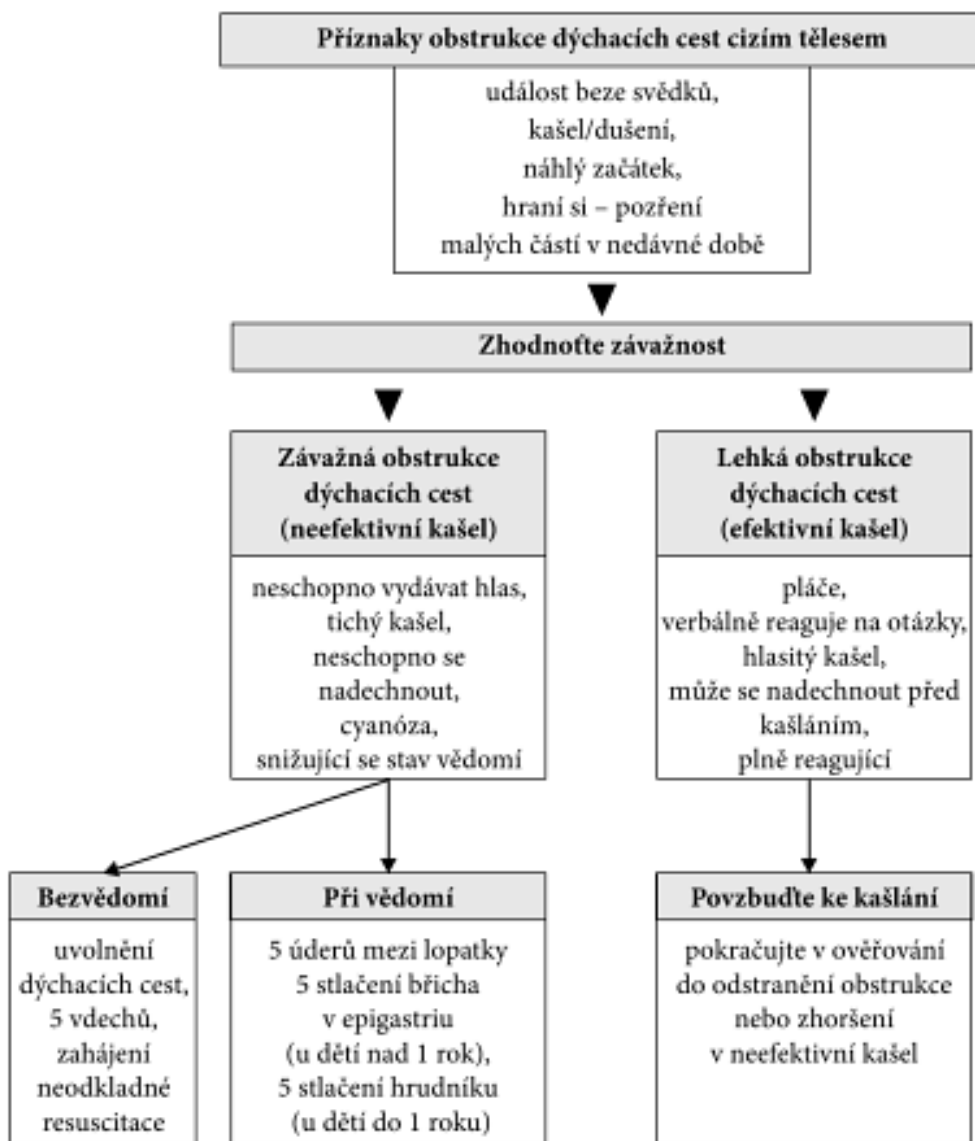 Příznaky obstrukce dýchacích cest cizím tělesem
událost beze svědků,
kašel/dušení,
náhlý začátek,
hraní si – pozření
malých částí v nedávné době
Zhodnoťte závažnost
Závažná obstrukce
dýchacích cest
(neefektivní kašel)
neschopno vydávat hlas,
tichý kašel,
neschopno se
nadechnout,
cyanóza,
snižující se stav vědomí
Lehká obstrukce
dýchacích cest
(efektivní kašel)
pláče,
verbálně reaguje na otázky,
hlasitý kašel,
může se nadechnout před
kašláním,
plně reagující
Bezvědomí
uvolnění
dýchacích cest,
5 vdechů,
zahájení
neodkladné
resuscitace
Při vědomí
5 úderů mezi lopatky
5 stlačení břicha
v epigastriu
(u dětí nad 1 rok),
5 stlačení hrudníku
(u dětí do 1 roku)
Povzbuďte ke kašlání
pokračujte v ověřování
do odstranění obstrukce
nebo zhoršení
v neefektivní kašel